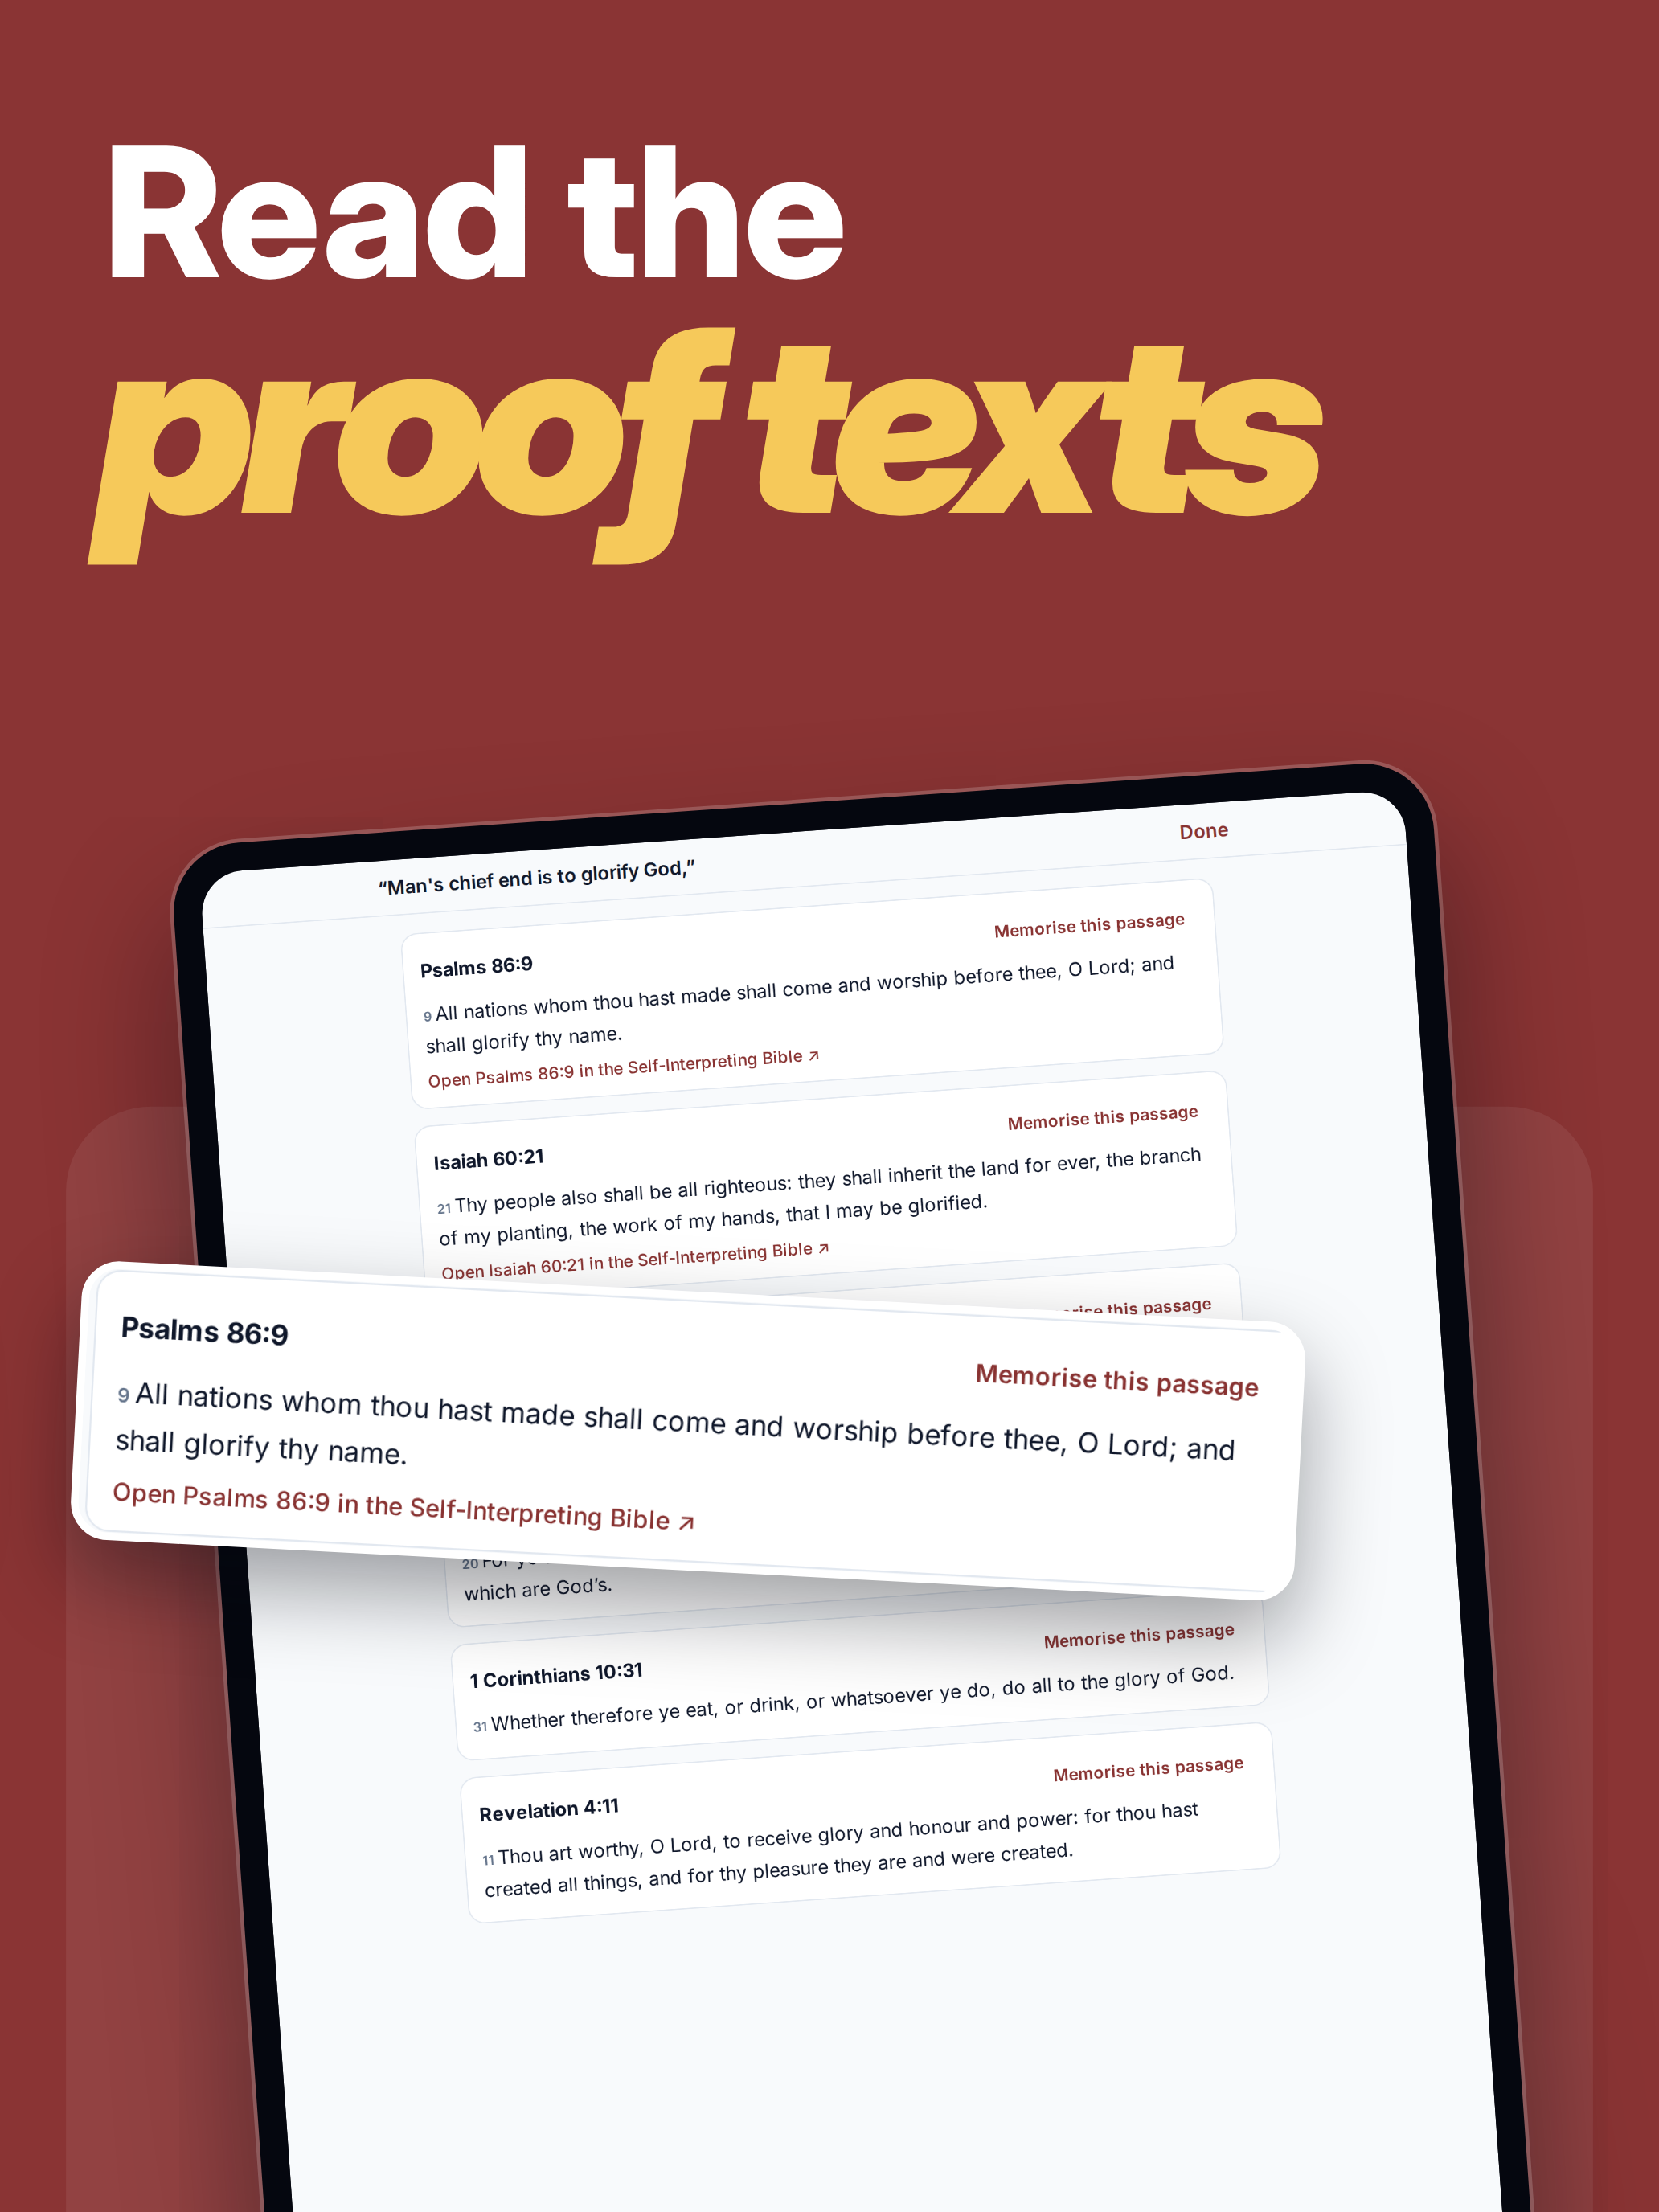 Read the
proof texts
“Man's chief end is to glorify God,”
Done
Psalms 86:9
Memorise this passage
9 All nations whom thou hast made shall come and worship before thee, O Lord; and
shall glorify thy name.
Open Psalms 86:9 in the Self-Interpreting Bible ↗
Isaiah 60:21
Memorise this passage
21 Thy people also shall be all righteous: they shall inherit the land for ever, the branch
of my planting, the work of my hands, that I may be glorified.
Open Isaiah 60:21 in the Self-Interpreting Bible ↗
this passage
Psalms 86:9
Memorise this passage
9 All nations whom thou hast made shall come and worship before thee, O Lord; and
shall glorify thy name.
Open Psalms 86:9 in the Self-Interpreting Bible ↗
20 For
which are God’s.
1 Corinthians 10:31
Memorise this passage
31 Whether therefore ye eat, or drink, or whatsoever ye do, do all to the glory of God.
Revelation 4:11
Memorise this passage
11 Thou art worthy, O Lord, to receive glory and honour and power: for thou hast
created all things, and for thy pleasure they are and were created.